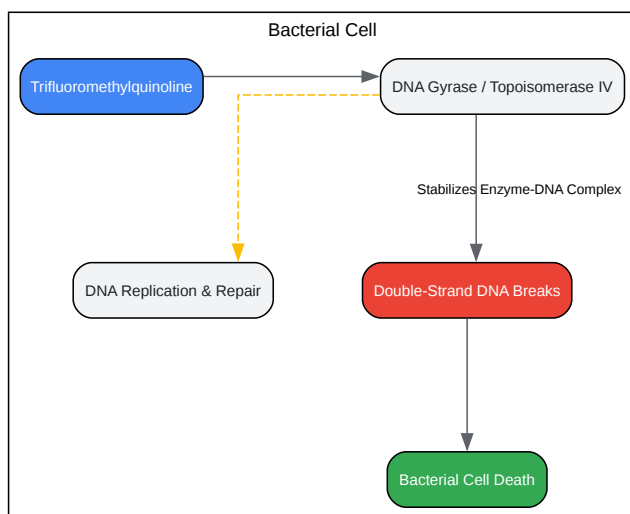 Bacterial Cell
Trifluoromethylquinoline
DNA Gyrase / Topoisomerase IV
Stabilizes Enzyme-DNA Complex
DNA Replication & Repair
Double-Strand DNA Breaks
Bacterial Cell Death